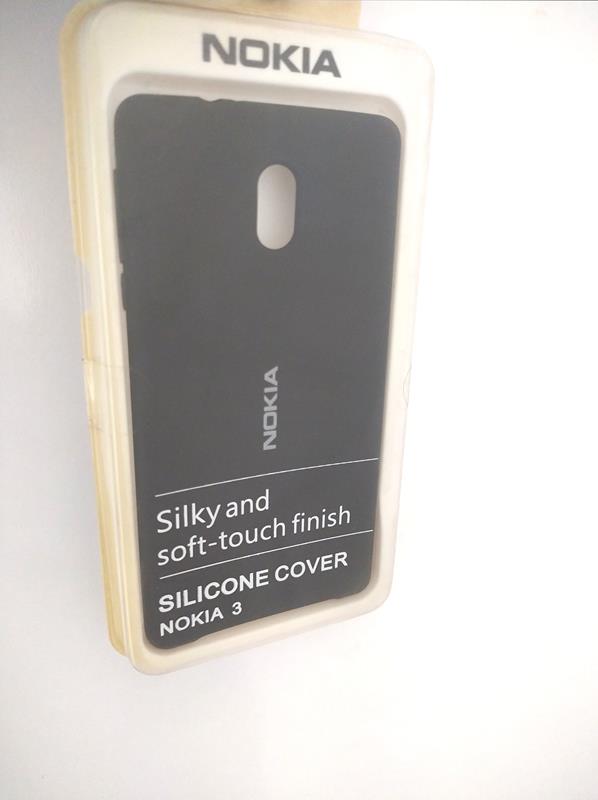 NOKIA
NOKIA
Silky and
soft-touch finish
SILICONE COVER
NOKIA 3